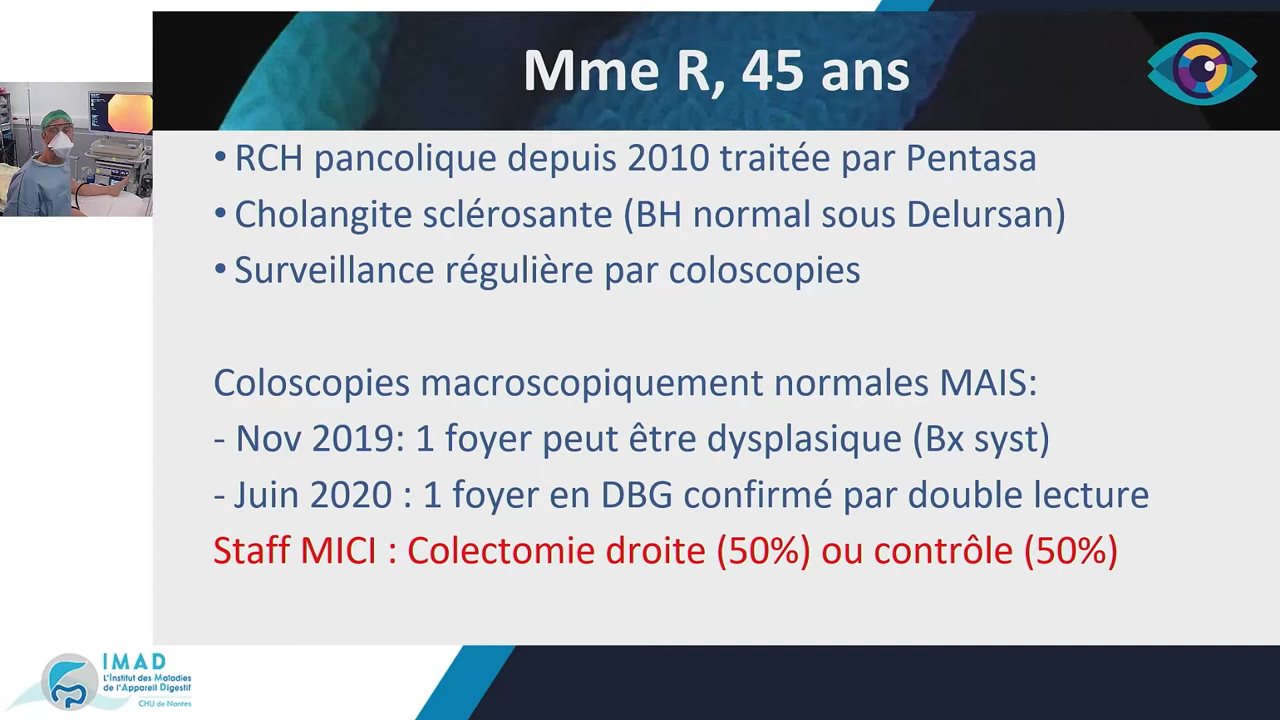 Mme R, 45 ans
• RCH pancolique depuis 2010 traitée par Pentasa
• Cholangite sclérosante (BH normal sous Delursan)
• Surveillance régulière par coloscopies
Coloscopies macroscopiquement normales MAIS:
- Nov 2019: 1 foyer peut être dysplasique (Bx syst)
- Juin 2020 : 1 foyer en DBG confirmé par double lecture
Staff MICI : Colectomie droite (50%) ou contrôle (50%)
IMAD
L'Institut des Maladies
de l'Appareil Digestif
CHU de Nantes